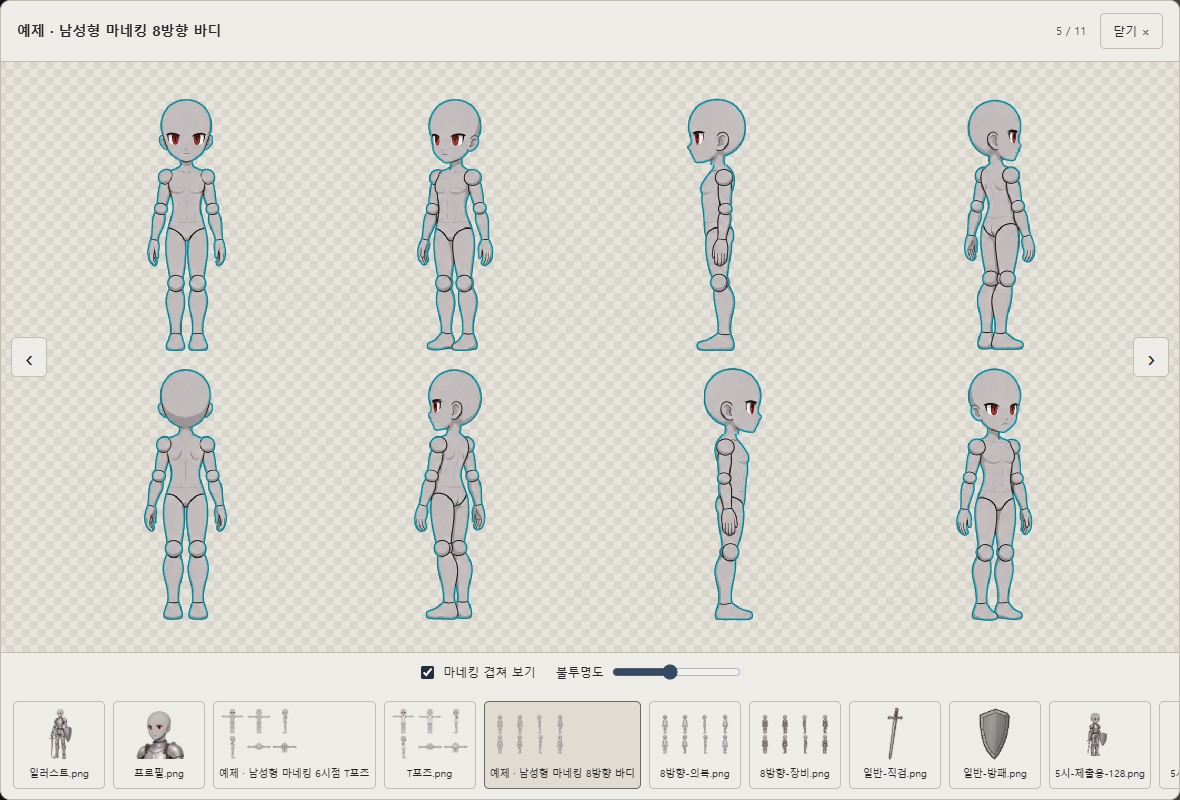 예제 · 남성형 마네킹 8방향 바디
5 / 11
닫기 ×
‹
›
마네킹 겹쳐 보기
불투명도
일러스트.png
프로필.png
예제 · 남성형 마네킹 6시점 T포즈
T포즈.png
예제 · 남성형 마네킹 8방향 바디
8방향-의복.png
8방향-장비.png
일반-직검.png
일반-방패.png
5시-제출용-128.png